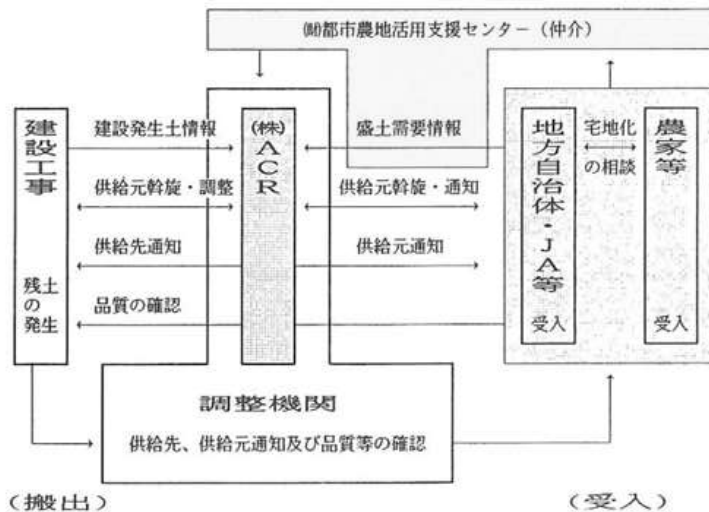 ㈶都市農地活用支援センター（仲介）
建設工事
残土の発生
建設発生土情報
供給元斡旋・調整
供給先通知
品質の確認
㈱ACR
盛土需要情報
供給元斡旋・通知
供給元通知
地方自治体・JA等
受入
宅地化の相談
農家等
受入
調整機関
供給先、供給元通知及び品質等の確認
（搬出）
（受入）